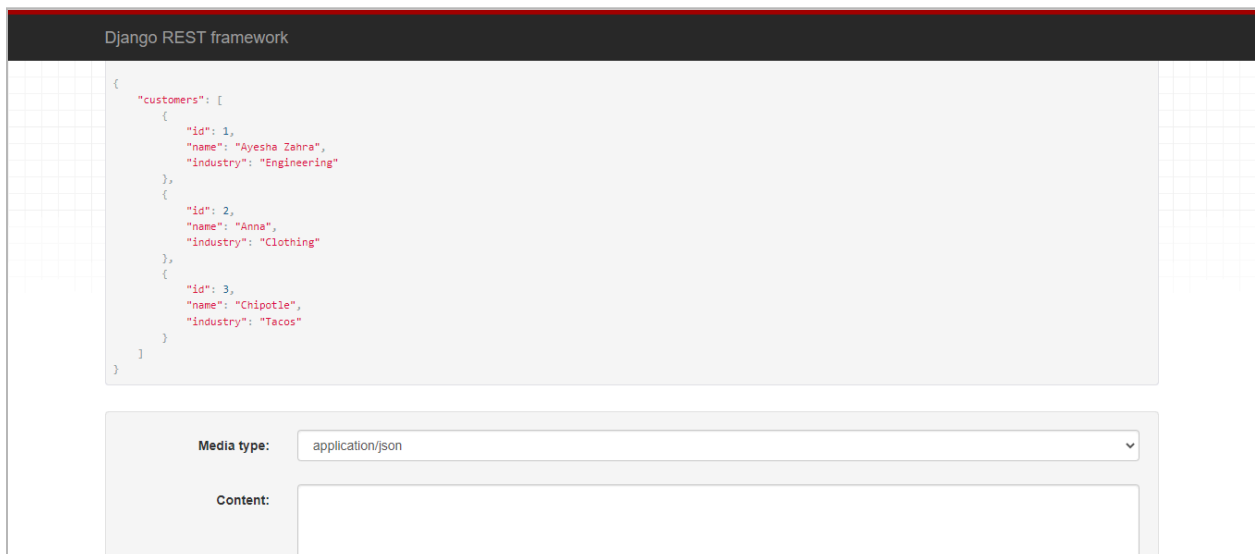 Django REST framework
{
    "customers": [
        {
            "id": 1,
            "name": "Ayesha Zahra",
            "industry": "Engineering"
        },
        {
            "id": 2,
            "name": "Anna",
            "industry": "Clothing"
        },
        {
            "id": 3,
            "name": "Chipotle",
            "industry": "Tacos"
        }
    ]
}
Media type: application/json
Content: